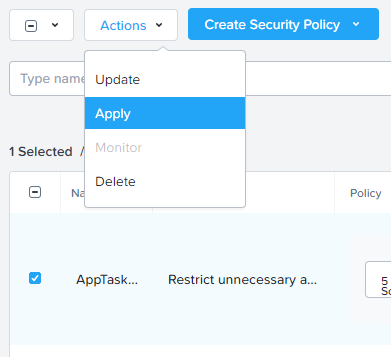 Actions Create Security Policy
Update
Type name
Apply
Monitor
1 Selected /
Delete
Na Policy
AppTask... Restrict unnecessary a... 5